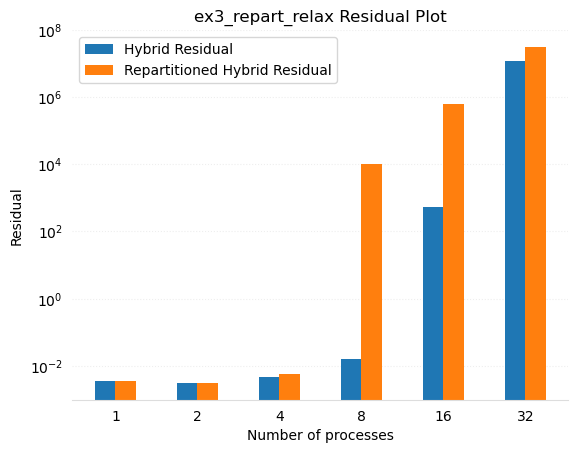 ex3_repart_relax Residual Plot
Hybrid Residual
Repartitioned Hybrid Residual
Residual
10^8
10^6
10^4
10^2
10^0
10^−2
1 2 4 8 16 32
Number of processes